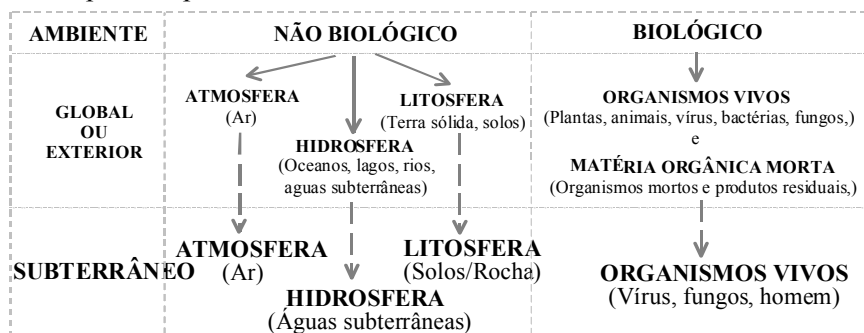 AMBIENTE
NÃO BIOLÓGICO
BIOLÓGICO
GLOBAL
OU
EXTERIOR
ATMOSFERA
(Ar)
LITOSFERA
(Terra sólida, solos)
HIDROSFERA
(Oceanos, lagos, rios,
aguas subterrâneas)
ORGANISMOS VIVOS
(Plantas, animais, vírus, bactérias, fungos,)
e
MATÉRIA ORGÂNICA MORTA
(Organismos mortos e produtos residuais,)
SUBTERRÂNEO
ATMOSFERA
(Ar)
LITOSFERA
(Solos/Rocha)
HIDROSFERA
(Águas subterrâneas)
ORGANISMOS VIVOS
(Vírus, fungos, homem)